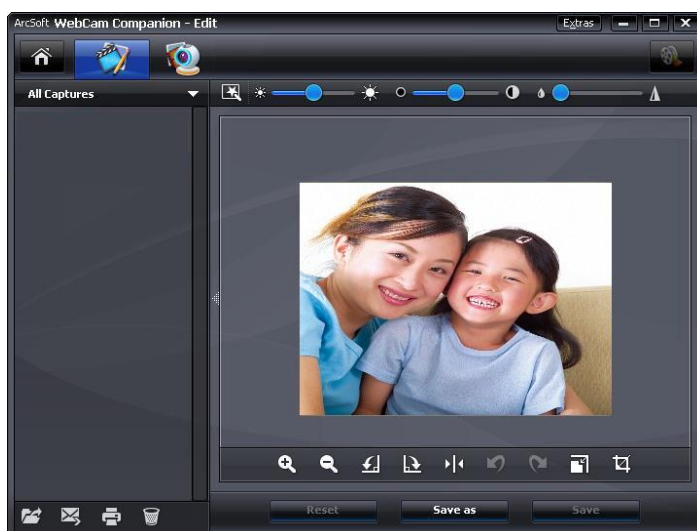 ArcSoft WebCam Companion - Edit
Extras
All Captures
Reset
Save as
Save